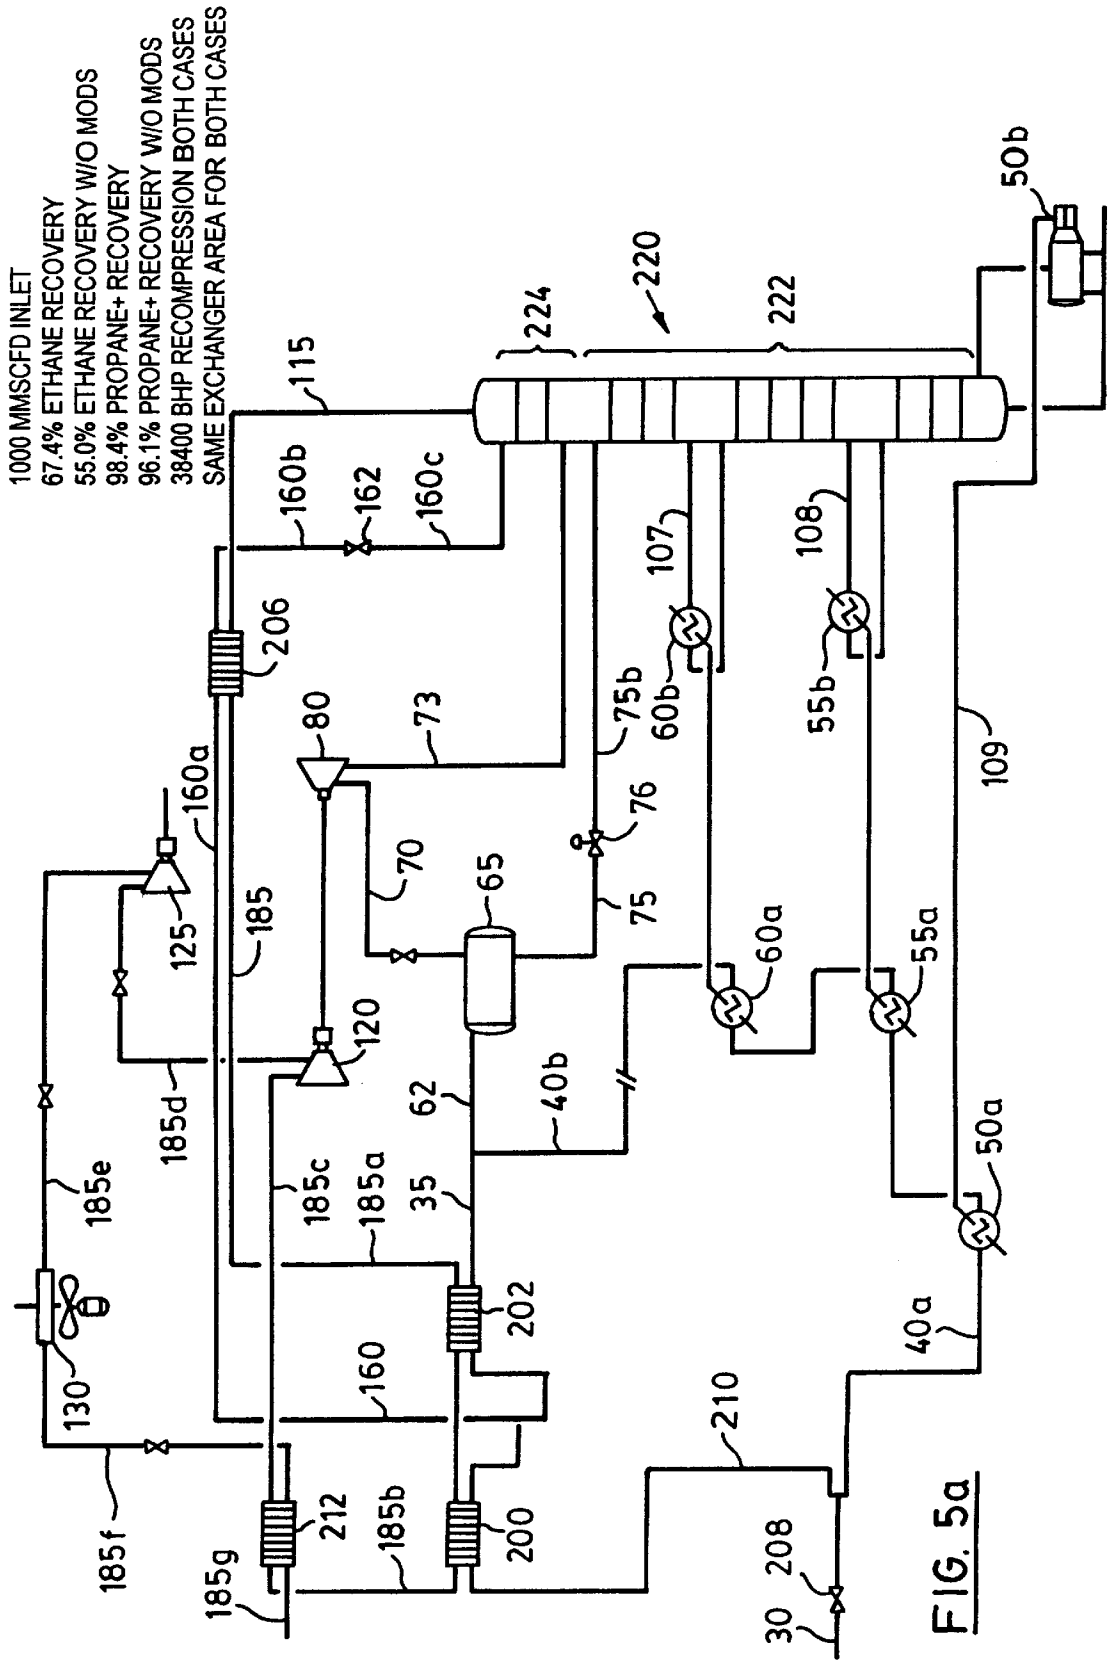 1000 MMSCFD INLET
67.4% ETHANE RECOVERY
55.0% ETHANE RECOVERY W/O MODS
98.4% PROPANE+ RECOVERY
96.1% PROPANE+ RECOVERY W/O MODS
38400 BHP RECOMPRESSION BOTH CASES
SAME EXCHANGER AREA FOR BOTH CASES
185f
130
185e
185d
125
160a
185
206
160b
162
160c
115
185g
212
185b
160
185c
185a
120
80
73
70
224
220
222
200
202
35
62
40b
65
75
76
75b
60b
107
55b
108
50b
210
60a
55a
109
30
208
40a
50a
FIG. 5a